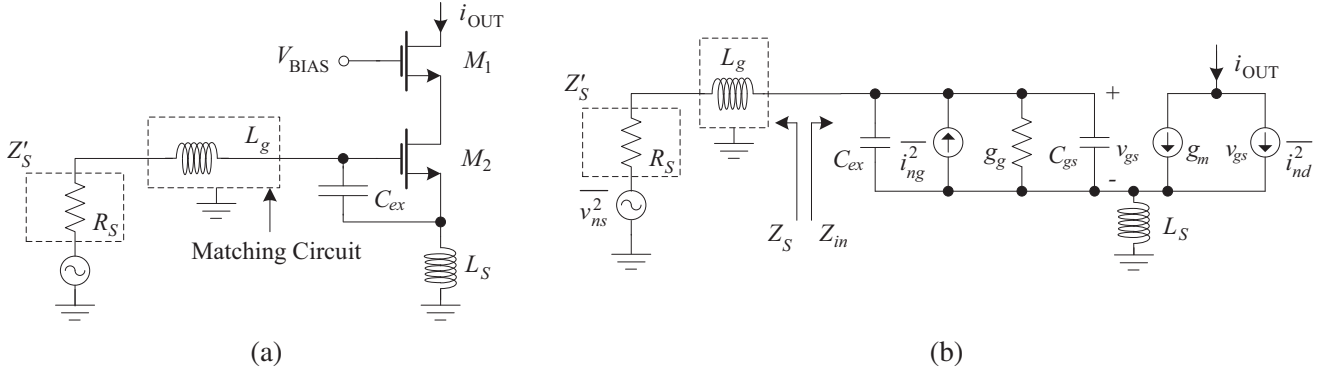 i_OUT
V_BIAS
M_1
L_g
Z'_S
M_2
R_S
C_ex
Matching Circuit
L_S
(a)
i_OUT
L_g
Z'_S
R_S
+
C_ex
i_ng^2
g_g
C_gs
v_gs
g_m
v_gs
i_nd^2
-
v_ns^2
Z_S
Z_in
L_S
(b)